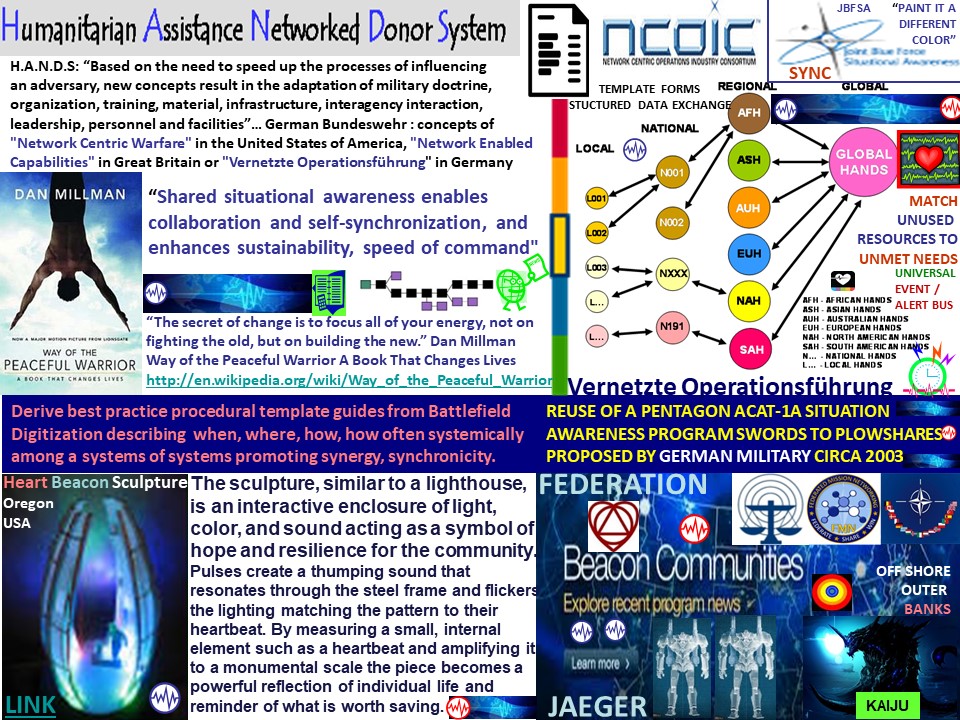 Humanitarian Assistance Networked Donor System
H.A.N.D.S: “Based on the need to speed up the processes of influencing
an adversary, new concepts result in the adaptation of military doctrine,
organization, training, material, infrastructure, interagency interaction,
leadership, personnel and facilities”… German Bundeswehr : concepts of
"Network Centric Warfare" in the United States of America, "Network Enabled
Capabilities" in Great Britain or "Vernetzte Operationsführung" in Germany
NCOIC
NETWORK CENTRIC OPERATIONS INDUSTRY CONSORTIUM
JBFSA
“PAINT IT A
DIFFERENT
COLOR”
Joint Blue Force
Situational Awareness
SYNC
TEMPLATE FORMS
STUCTURED DATA EXCHANGE
REGIONAL
GLOBAL
NATIONAL
LOCAL
AFH
ASH
AUH
EUH
NAH
SAH
N001
N002
NXXX
N191
L001
L002
L003
L...
L...
GLOBAL
HANDS
MATCH
UNUSED
RESOURCES TO
UNMET NEEDS
UNIVERSAL
EVENT /
ALERT BUS
AFH - AFRICAN HANDS
ASH - ASIAN HANDS
AUH - AUSTRALIAN HANDS
EUH - EUROPEAN HANDS
NAH - NORTH AMERICAN HANDS
SAH - SOUTH AMERICAN HANDS
N... - NATIONAL HANDS
L... - LOCAL HANDS
Vernetzte Operationsführung
DAN MILLMAN
NOW A MAJOR MOTION PICTURE FROM LIONSGATE
WAY OF THE
PEACEFUL WARRIOR
A BOOK THAT CHANGES LIVES
“Shared situational awareness enables
collaboration and self-synchronization, and
enhances sustainability, speed of command"
“The secret of change is to focus all of your energy, not on
fighting the old, but on building the new.” Dan Millman
Way of the Peaceful Warrior A Book That Changes Lives
http://en.wikipedia.org/wiki/Way_of_the_Peaceful_Warrior
Derive best practice procedural template guides from Battlefield
Digitization describing when, where, how, how often systemically
among a systems of systems promoting synergy, synchronicity.
REUSE OF A PENTAGON ACAT-1A SITUATION
AWARENESS PROGRAM SWORDS TO PLOWSHARES
PROPOSED BY GERMAN MILITARY CIRCA 2003
Heart Beacon Sculpture
Oregon
USA
LINK
The sculpture, similar to a lighthouse,
is an interactive enclosure of light,
color, and sound acting as a symbol of
hope and resilience for the community.
Pulses create a thumping sound that
resonates through the steel frame and flickers
the lighting matching the pattern to their
heartbeat. By measuring a small, internal
element such as a heartbeat and amplifying it
to a monumental scale the piece becomes a
powerful reflection of individual life and
reminder of what is worth saving.
FEDERATION
FEDERATED MISSION NETWORKING
FMN
FEDERATE SHARE WIN
Beacon Communities
Explore recent program news
Learn more
OFF SHORE
OUTER
BANKS
JAEGER
KAIJU